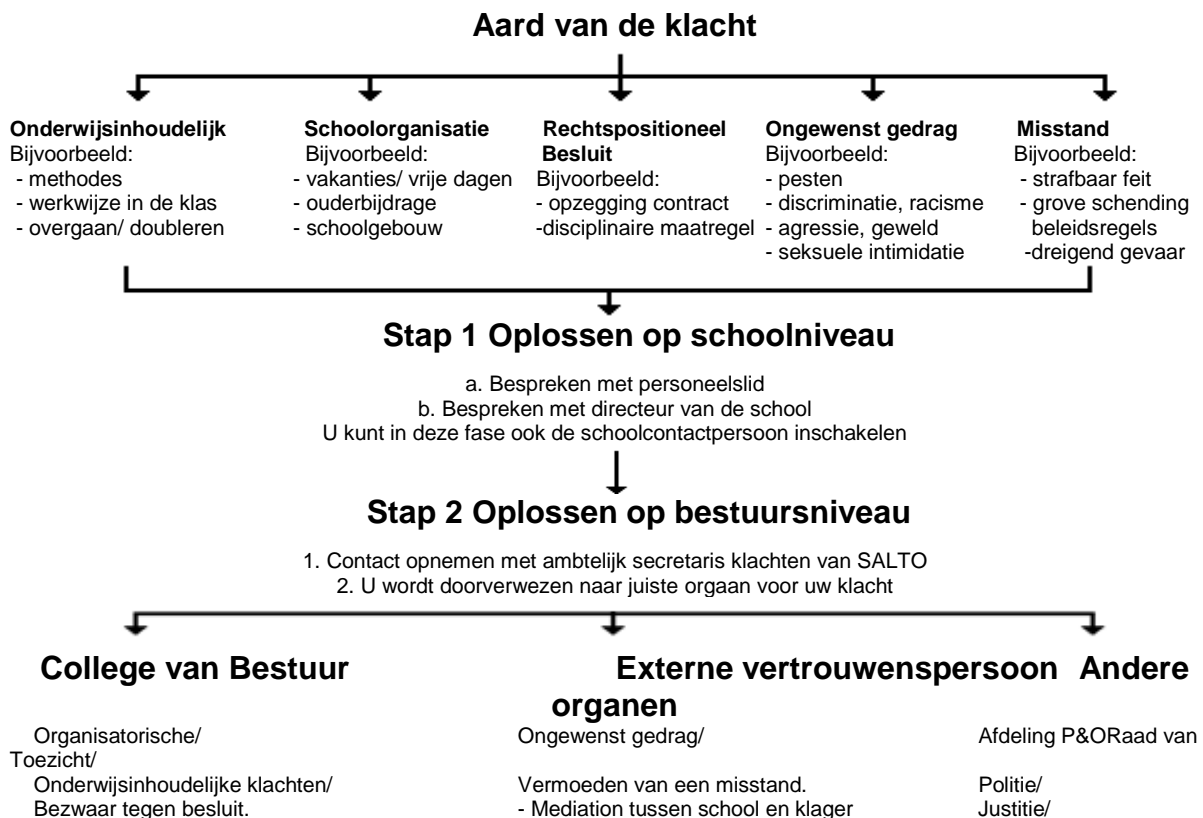 Aard van de klacht
Onderwijsinhoudelijk
Bijvoorbeeld:
- methodes
- werkwijze in de klas
- overgaan/ doubleren
Schoolorganisatie
Bijvoorbeeld:
- vakanties/ vrije dagen
- ouderbijdrage
- schoolgebouw
Rechtspositioneel
Besluit
Bijvoorbeeld:
- opzegging contract
-disciplinaire maatregel
Ongewenst gedrag
Bijvoorbeeld:
- pesten
- discriminatie, racisme
- agressie, geweld
- seksuele intimidatie
Misstand
Bijvoorbeeld:
- strafbaar feit
- grove schending
beleidsregels
-dreigend gevaar
Stap 1 Oplossen op schoolniveau
a. Bespreken met personeelslid
b. Bespreken met directeur van de school
U kunt in deze fase ook de schoolcontactpersoon inschakelen
Stap 2 Oplossen op bestuursniveau
1. Contact opnemen met ambtelijk secretaris klachten van SALTO
2. U wordt doorverwezen naar juiste orgaan voor uw klacht
College van Bestuur Externe vertrouwenspersoon Andere
organen
Organisatorische/ Ongewenst gedrag/ Afdeling P&ORaad van
Toezicht/
Onderwijsinhoudelijke klachten/ Vermoeden van een misstand. Politie/
Bezwaar tegen besluit. - Mediation tussen school en klager Justitie/